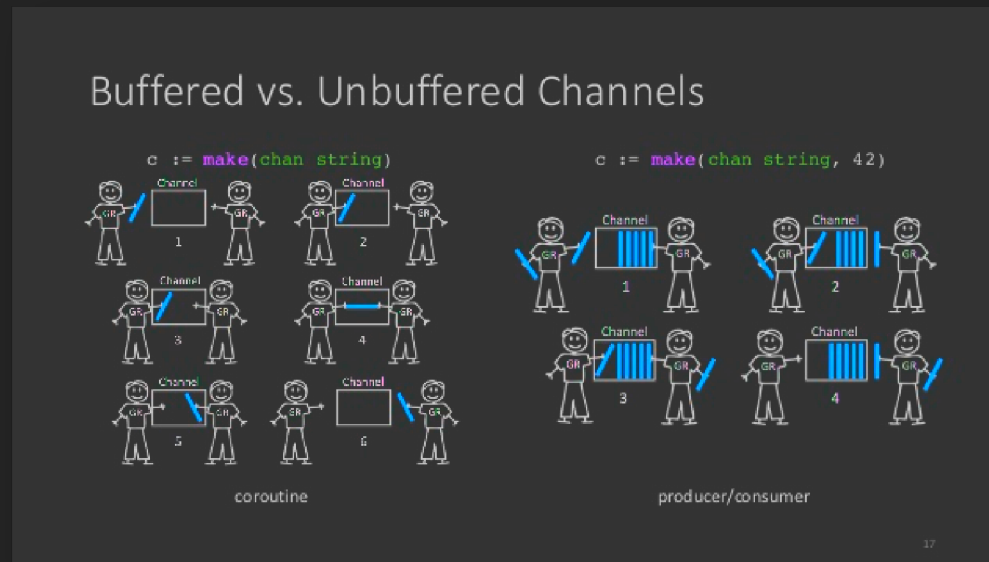 Buffered vs. Unbuffered Channels
c := make(chan string)
Channel
GR
GR
1
Channel
GR
GR
2
Channel
GR
GR
3
Channel
GR
GR
4
Channel
GR
GR
5
Channel
GR
GR
6
coroutine
c := make(chan string, 42)
Channel
GR
GR
1
Channel
GR
GR
2
Channel
GR
GR
3
Channel
GR
GR
4
producer/consumer
17